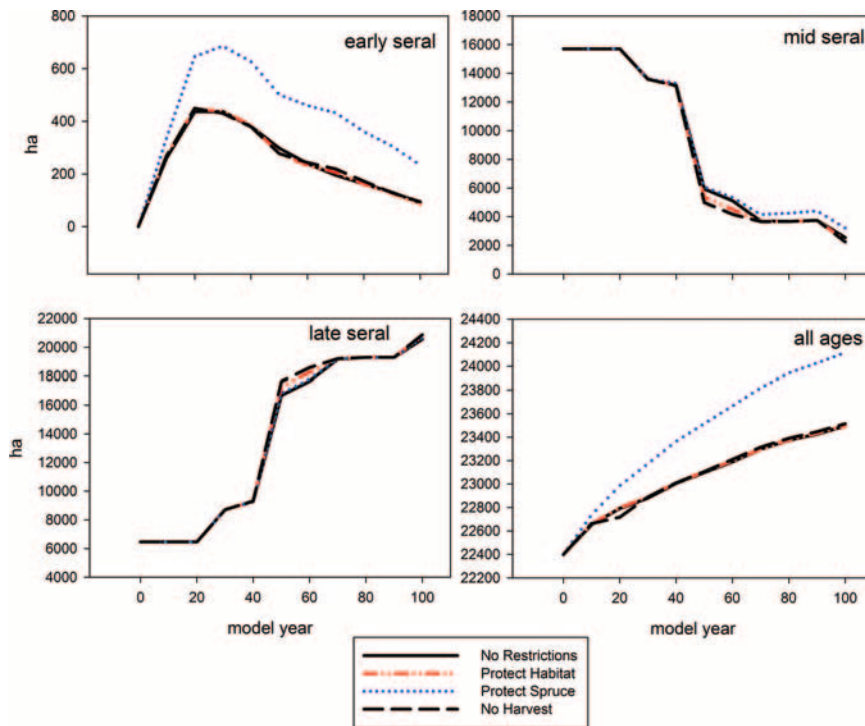 early seral
800
600
400
200
0
ha
mid seral
18000
16000
14000
12000
10000
8000
6000
4000
2000
0
late seral
22000
20000
18000
16000
14000
12000
10000
8000
6000
4000
ha
0 20 40 60 80 100
model year
all ages
24400
24200
24000
23800
23600
23400
23200
23000
22800
22600
22400
22200
0 20 40 60 80 100
model year
No Restrictions
Protect Habitat
Protect Spruce
No Harvest